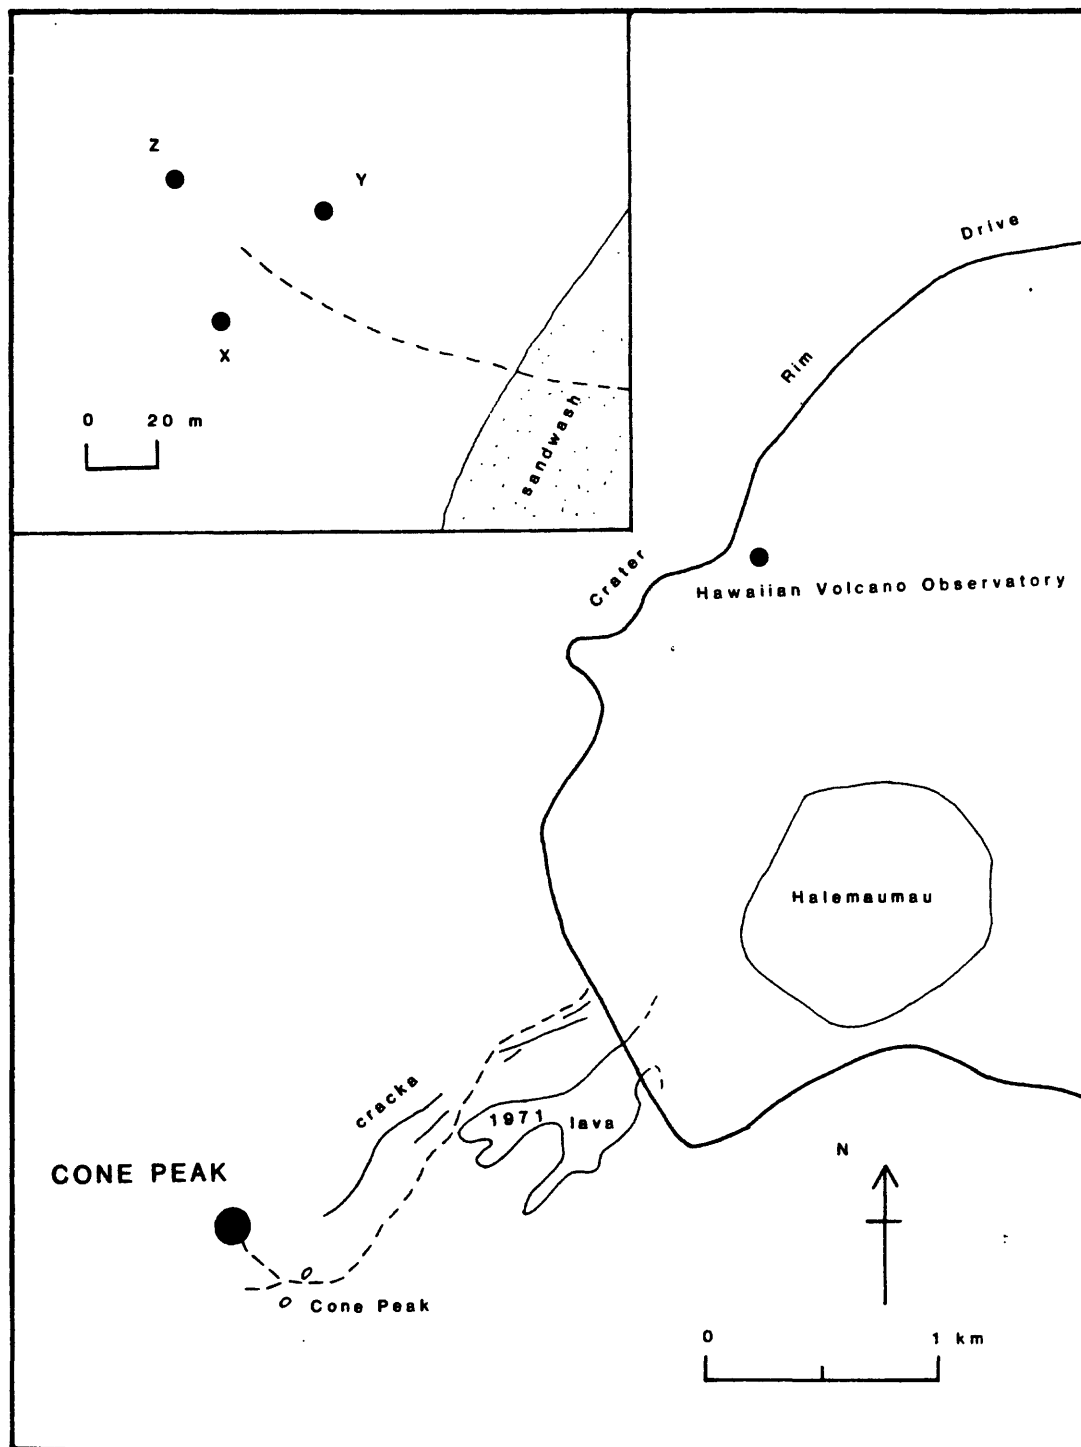 Z
Y
X
0 20 m
sandwash
Drive
Rim
Crater
Hawaiian Volcano Observatory
Halemaumau
cracka
1971 lava
CONE PEAK
N
Cone Peak
0 1 km